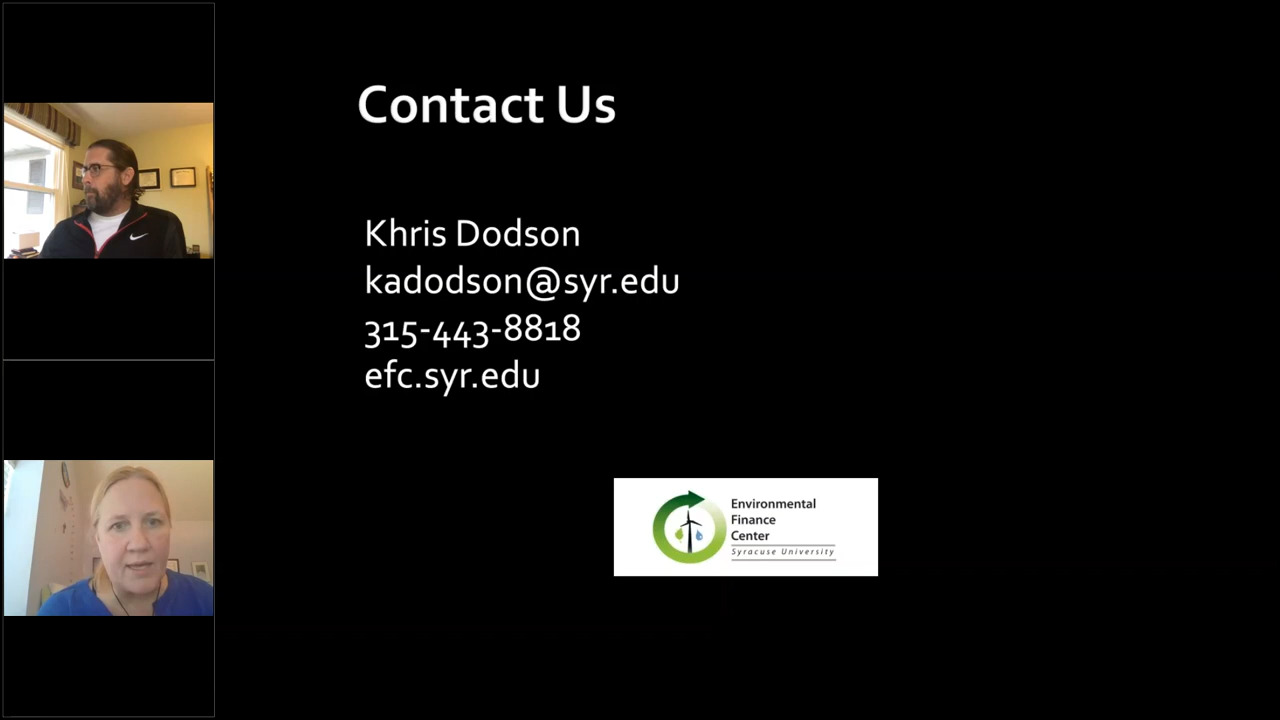 Contact Us
Khris Dodson
kadodson@syr.edu
315-443-8818
efc.syr.edu
Environmental
Finance
Center
Syracuse University